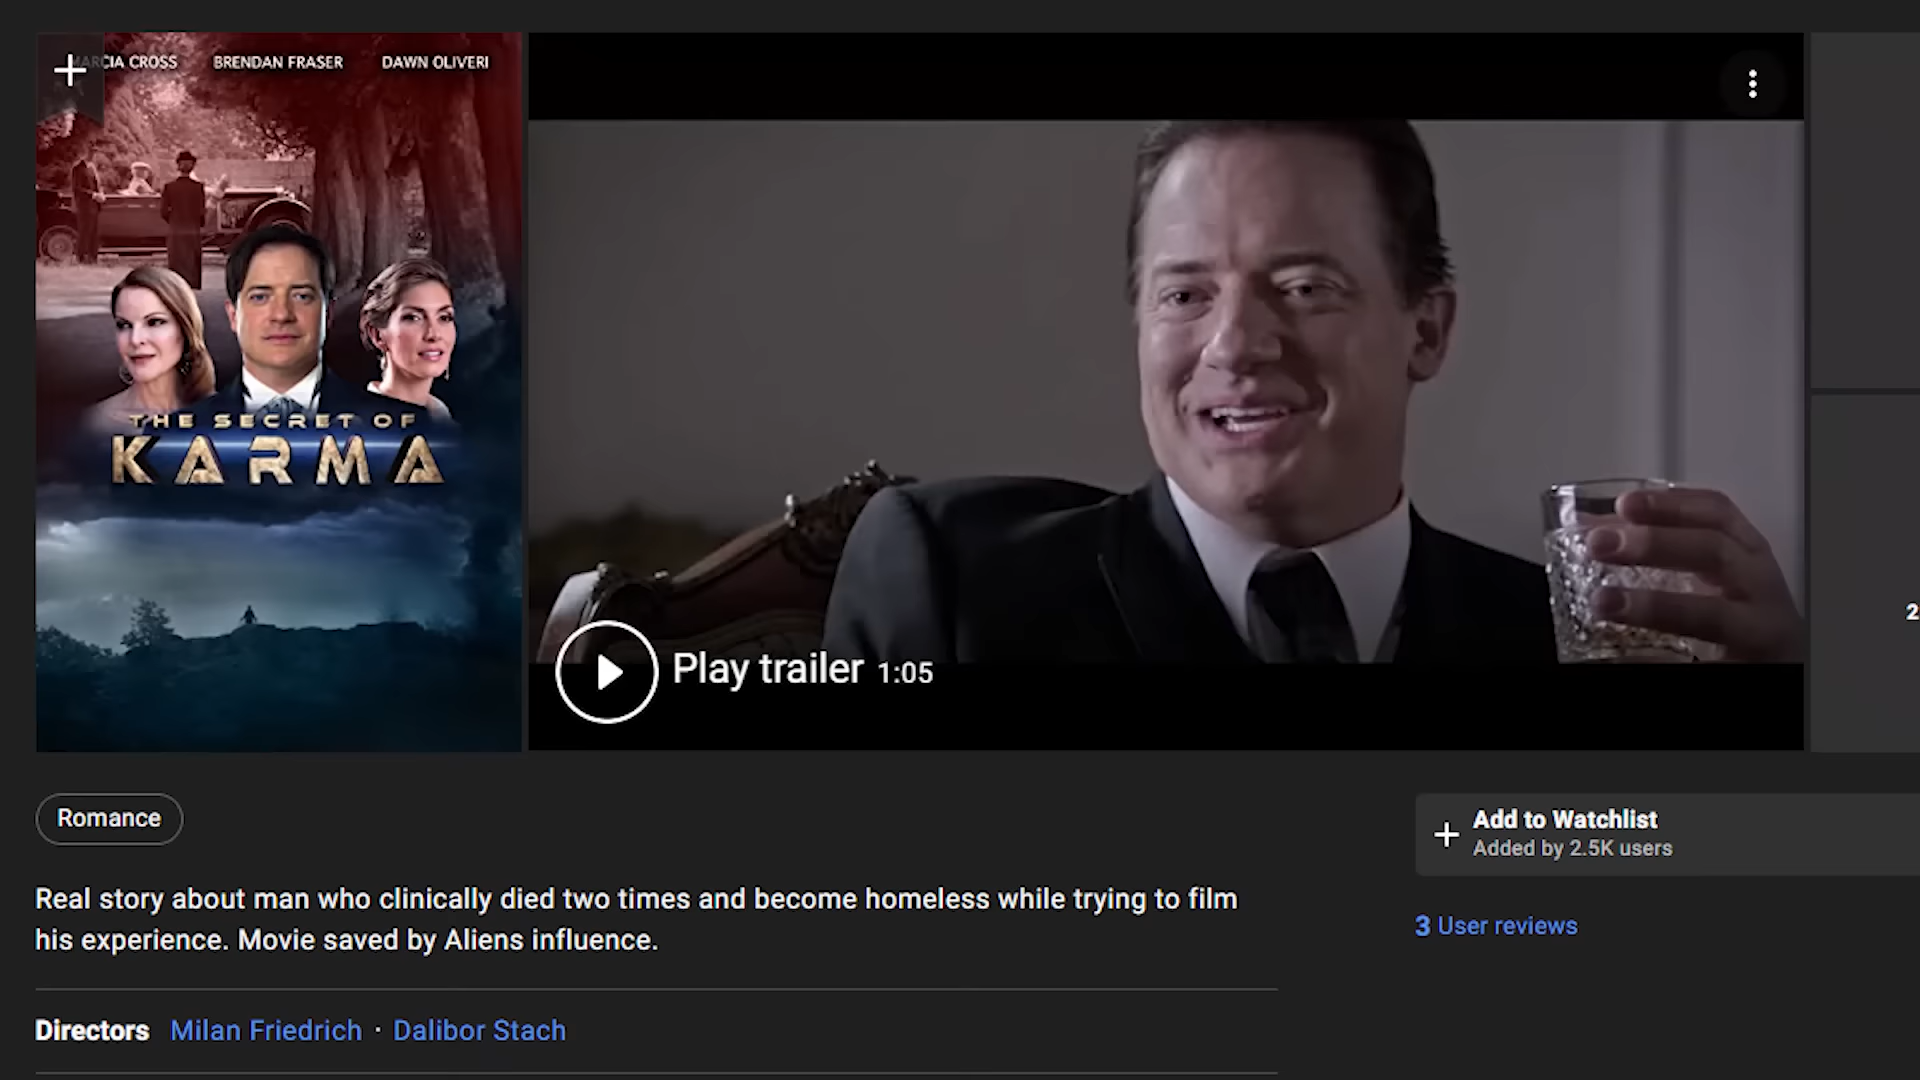 CIA CROSS BRENDAN FRASER DAWN OLIVERI
THE SECRET OF
KARMA
Play trailer 1:05
2
Romance
Add to Watchlist
Added by 2.5K users
Real story about man who clinically died two times and become homeless while trying to film
his experience. Movie saved by Aliens influence.
3 User reviews
Directors Milan Friedrich · Dalibor Stach